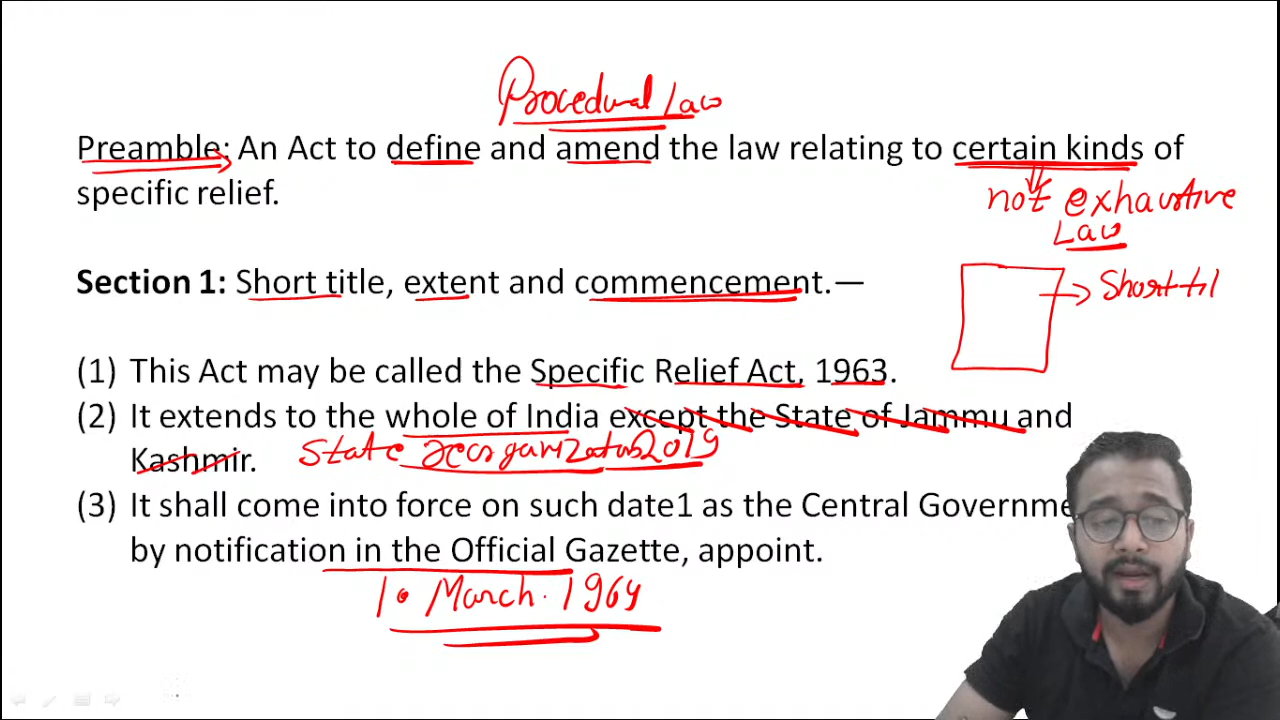 Procedural Law
Preamble: An Act to define and amend the law relating to certain kinds of
specific relief.
not exhaustive
Law
Section 1: Short title, extent and commencement.—
Short til
(1) This Act may be called the Specific Relief Act, 1963.
(2) It extends to the whole of India except the State of Jammu and
Kashmir.
State 2019
(3) It shall come into force on such date1 as the Central Governme
by notification in the Official Gazette, appoint.
1 March. 1964